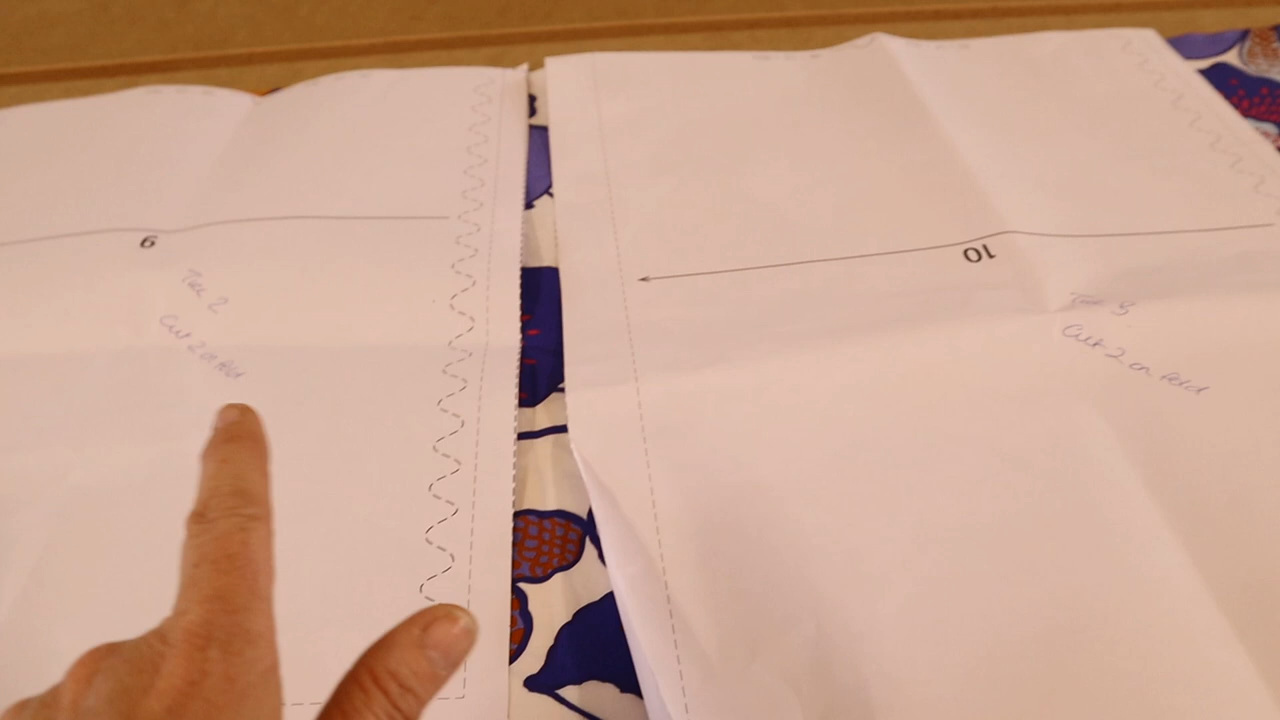 9
Tier 2
Cut 2 on fold
10
Tier 3
Cut 2 on fold